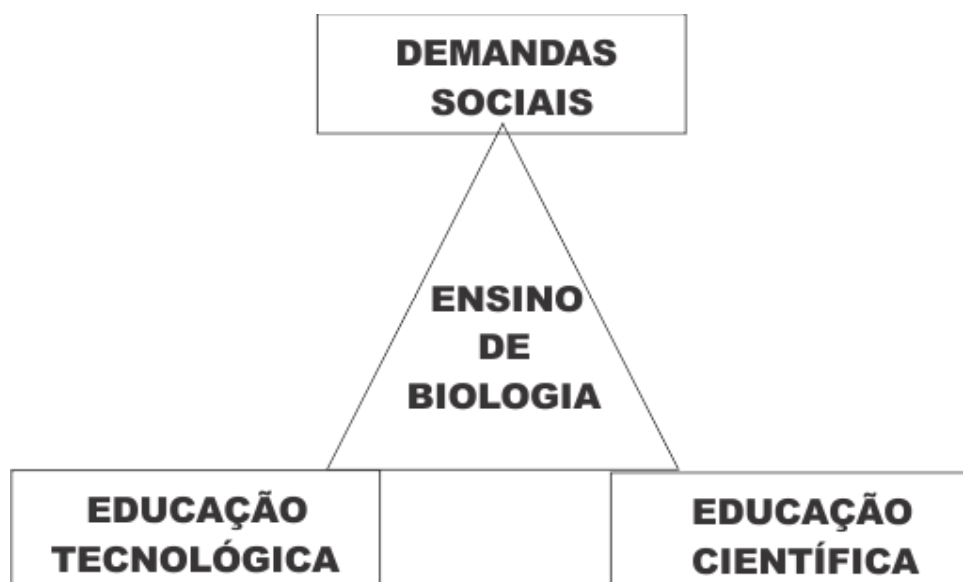 DEMANDAS
SOCIAIS
ENSINO
DE
BIOLOGIA
EDUCAÇÃO
TECNOLÓGICA
EDUCAÇÃO
CIENTÍFICA